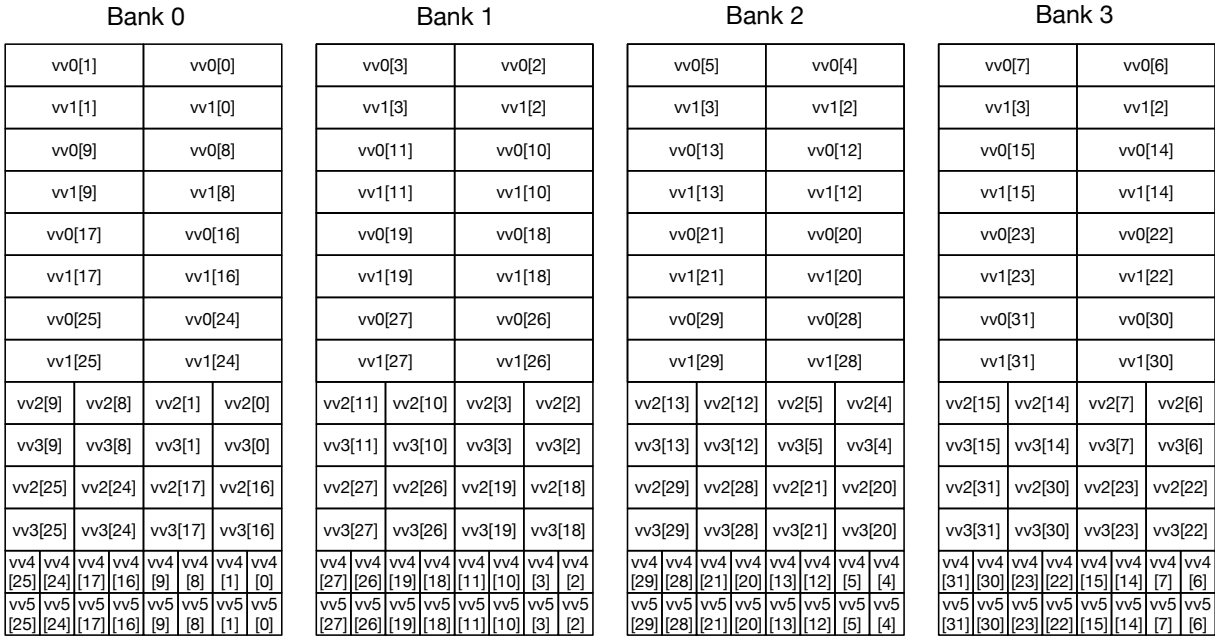 Bank 0 Bank 1 Bank 2 Bank 3
vv0[1] vv0[0] vv0[3] vv0[2] vv0[5] vv0[4] vv0[7] vv0[6]
vv1[1] vv1[0] vv1[3] vv1[2] vv1[3] vv1[2] vv1[3] vv1[2]
vv0[9] vv0[8] vv0[11] vv0[10] vv0[13] vv0[12] vv0[15] vv0[14]
vv1[9] vv1[8] vv1[11] vv1[10] vv1[13] vv1[12] vv1[15] vv1[14]
vv0[17] vv0[16] vv0[19] vv0[18] vv0[21] vv0[20] vv0[23] vv0[22]
vv1[17] vv1[16] vv1[19] vv1[18] vv1[21] vv1[20] vv1[23] vv1[22]
vv0[25] vv0[24] vv0[27] vv0[26] vv0[29] vv0[28] vv0[31] vv0[30]
vv1[25] vv1[24] vv1[27] vv1[26] vv1[29] vv1[28] vv1[31] vv1[30]
vv2[9] vv2[8] vv2[1] vv2[0] vv2[11] vv2[10] vv2[3] vv2[2] vv2[13] vv2[12] vv2[5] vv2[4] vv2[15] vv2[14] vv2[7] vv2[6]
vv3[9] vv3[8] vv3[1] vv3[0] vv3[11] vv3[10] vv3[3] vv3[2] vv3[13] vv3[12] vv3[5] vv3[4] vv3[15] vv3[14] vv3[7] vv3[6]
vv2[25] vv2[24] vv2[17] vv2[16] vv2[27] vv2[26] vv2[19] vv2[18] vv2[29] vv2[28] vv2[21] vv2[20] vv2[31] vv2[30] vv2[23] vv2[22]
vv3[25] vv3[24] vv3[17] vv3[16] vv3[27] vv3[26] vv3[19] vv3[18] vv3[29] vv3[28] vv3[21] vv3[20] vv3[31] vv3[30] vv3[23] vv3[22]
vv4 vv4 vv4 vv4 vv4 vv4 vv4 vv4 vv4 vv4 vv4 vv4 vv4 vv4 vv4 vv4 vv4 vv4 vv4 vv4 vv4 vv4 vv4 vv4 vv4 vv4 vv4 vv4 vv4 vv4 vv4 vv4
[25] [24] [17] [16] [9] [8] [1] [0] [27] [26] [19] [18] [11] [10] [3] [2] [29] [28] [21] [20] [13] [12] [5] [4] [31] [30] [23] [22] [15] [14] [7] [6]
vv5 vv5 vv5 vv5 vv5 vv5 vv5 vv5 vv5 vv5 vv5 vv5 vv5 vv5 vv5 vv5 vv5 vv5 vv5 vv5 vv5 vv5 vv5 vv5 vv5 vv5 vv5 vv5 vv5 vv5 vv5 vv5
[25] [24] [17] [16] [9] [8] [1] [0] [27] [26] [19] [18] [11] [10] [3] [2] [29] [28] [21] [20] [13] [12] [5] [4] [31] [30] [23] [22] [15] [14] [7] [6]